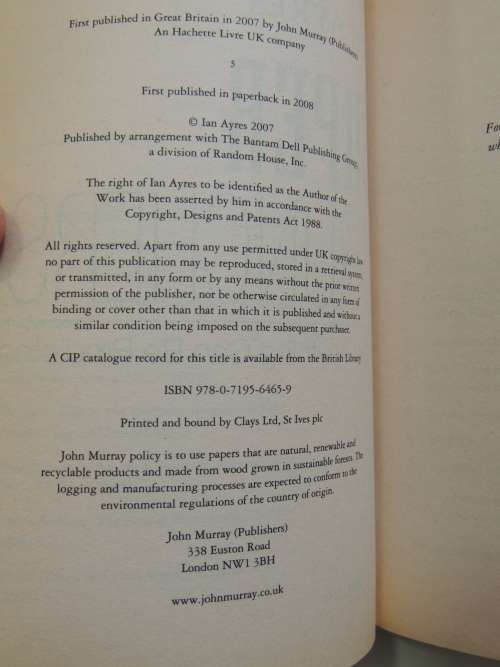 First published in Great Britain in 2007 by John Murray (Publishers)
An Hachette Livre UK company
5
First published in paperback in 2008
© Ian Ayres 2007
Published by arrangement with The Bantam Dell Publishing Group,
a division of Random House, Inc.
The right of Ian Ayres to be identified as the Author of the
Work has been asserted by him in accordance with the
Copyright, Designs and Patents Act 1988.
All rights reserved. Apart from any use permitted under UK copyright law
no part of this publication may be reproduced, stored in a retrieval system,
or transmitted, in any form or by any means without the prior written
permission of the publisher, nor be otherwise circulated in any form of
binding or cover other than that in which it is published and without a
similar condition being imposed on the subsequent purchaser.
A CIP catalogue record for this title is available from the British Library
ISBN 978-0-7195-6465-9
Printed and bound by Clays Ltd, St Ives plc
John Murray policy is to use papers that are natural, renewable and
recyclable products and made from wood grown in sustainable forests. The
logging and manufacturing processes are expected to conform to the
environmental regulations of the country of origin.
John Murray (Publishers)
338 Euston Road
London NW1 3BH
www.johnmurray.co.uk